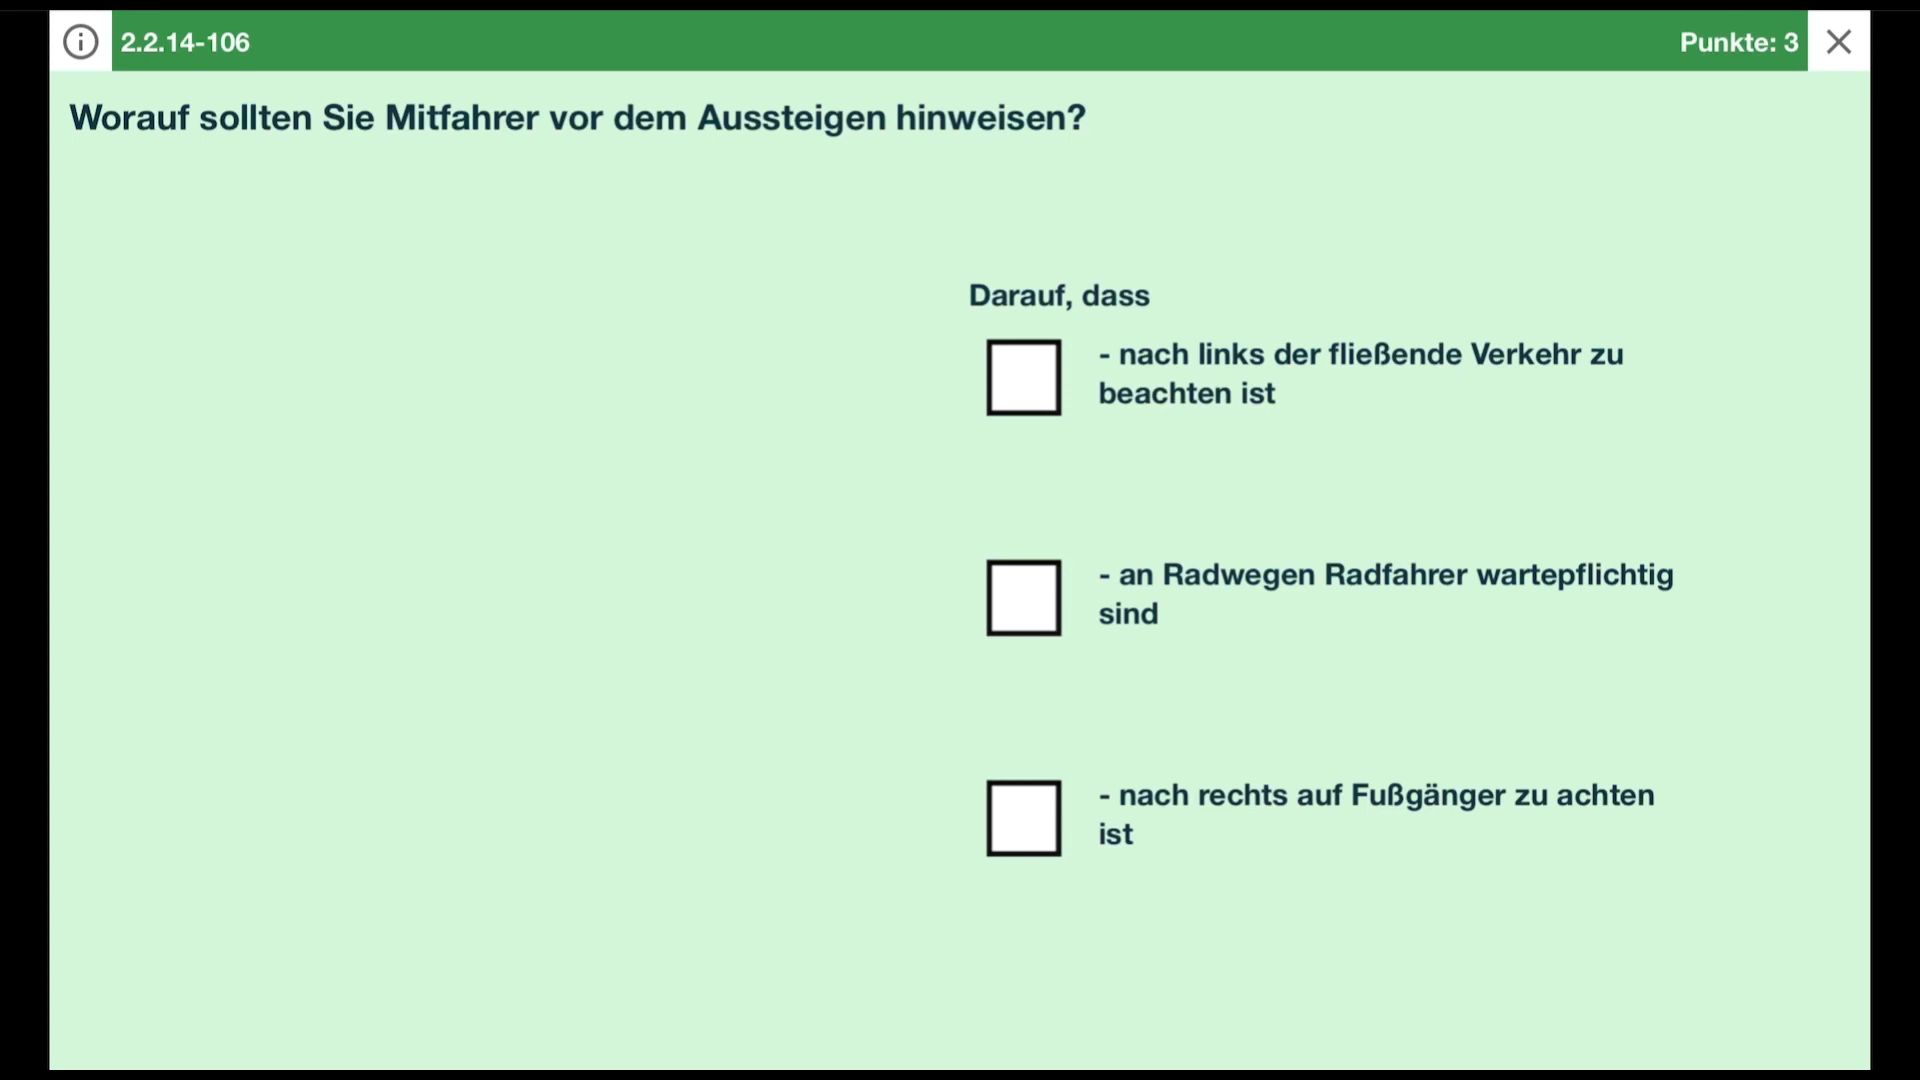 2.2.14-106
Punkte: 3
Worauf sollten Sie Mitfahrer vor dem Aussteigen hinweisen?
Darauf, dass
- nach links der fließende Verkehr zu
beachten ist
- an Radwegen Radfahrer wartepflichtig
sind
- nach rechts auf Fußgänger zu achten
ist